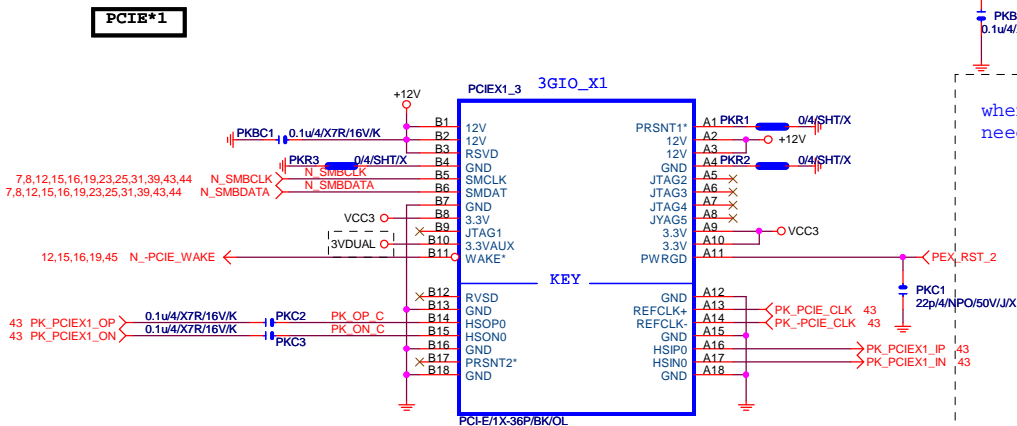 PCIE*1
PKB
0.1u/4/
PCIEX1_3 3GIO_X1
+12V
whe
nee
PKBC1 0.1u/4/X7R/16V/K
B1 12V PRSNT1* A1 PKR1 0/4/SHT/X
B2 12V 12V A2 +12V
B3 RSVD 12V A3
PKR3 0/4/SHT/X B4 GND GND A4 PKR2 0/4/SHT/X
7,8,12,15,16,19,23,25,31,39,43,44 N_SMBCLK N_SMBCLK B5 SMCLK JTAG2 A5
7,8,12,15,16,19,23,25,31,39,43,44 N_SMBDATA N_SMBDATA B6 SMDAT JTAG3 A6
B7 GND JTAG4 A7
VCC3 B8 3.3V JYAG5 A8
B9 JTAG1 3.3V A9 VCC3
3VDUAL B10 3.3VAUX 3.3V A10
12,15,16,19,45 N_-PCIE_WAKE B11 WAKE* PWRGD A11 PEX_RST_2
KEY
PKC1
22p/4/NPO/50V/J/X
B12 RVSD GND A12
B13 GND REFCLK+ A13 PK_PCIE_CLK 43
43 PK_PCIEX1_OP 0.1u/4/X7R/16V/K PKC2 PK_OP_C B14 HSOP0 REFCLK- A14 PK_-PCIE_CLK 43
43 PK_PCIEX1_ON 0.1u/4/X7R/16V/K PKC3 PK_ON_C B15 HSON0 GND A15
B16 GND HSIP0 A16 PK_PCIEX1_IP 43
B17 PRSNT2* HSIN0 A17 PK_PCIEX1_IN 43
B18 GND GND A18
PCI-E/1X-36P/BK/OL